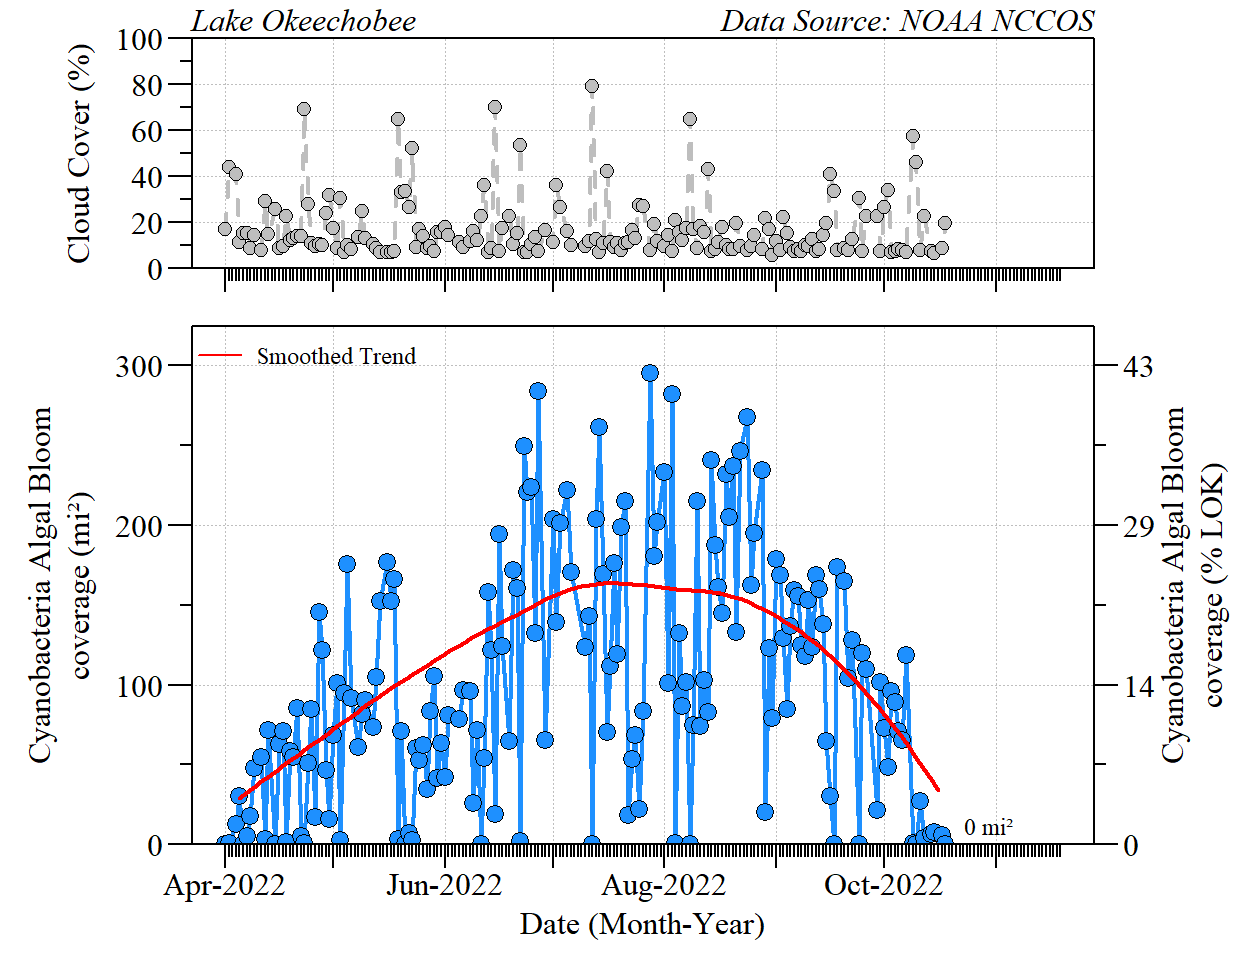 Lake Okeechobee Data Source: NOAA NCCOS
Cloud Cover (%)
100
80
60
40
20
0
Smoothed Trend
Cyanobacteria Algal Bloom
coverage (mi²)
300
200
100
0
43
29
14
0
Cyanobacteria Algal Bloom
coverage (% LOK)
0 mi²
Apr-2022 Jun-2022 Aug-2022 Oct-2022
Date (Month-Year)